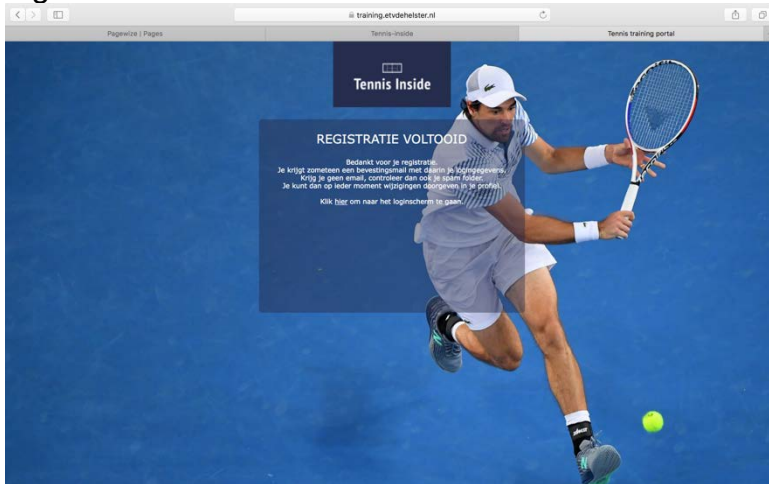 training.etvdehelster.nl
Pagewize | Pages
Tennis-inside
Tennis training portal
Tennis Inside
REGISTRATIE VOLTOOID
Bedankt voor je registratie.
Je krijgt zometeen een bevestingsmail met daarin je logingegevens.
Krijg je geen email, controleer dan ook je spam folder.
Je kunt dan op ieder moment wijzigingen doorgeven in je profiel.
Klik hier om naar het loginscherm te gaan.